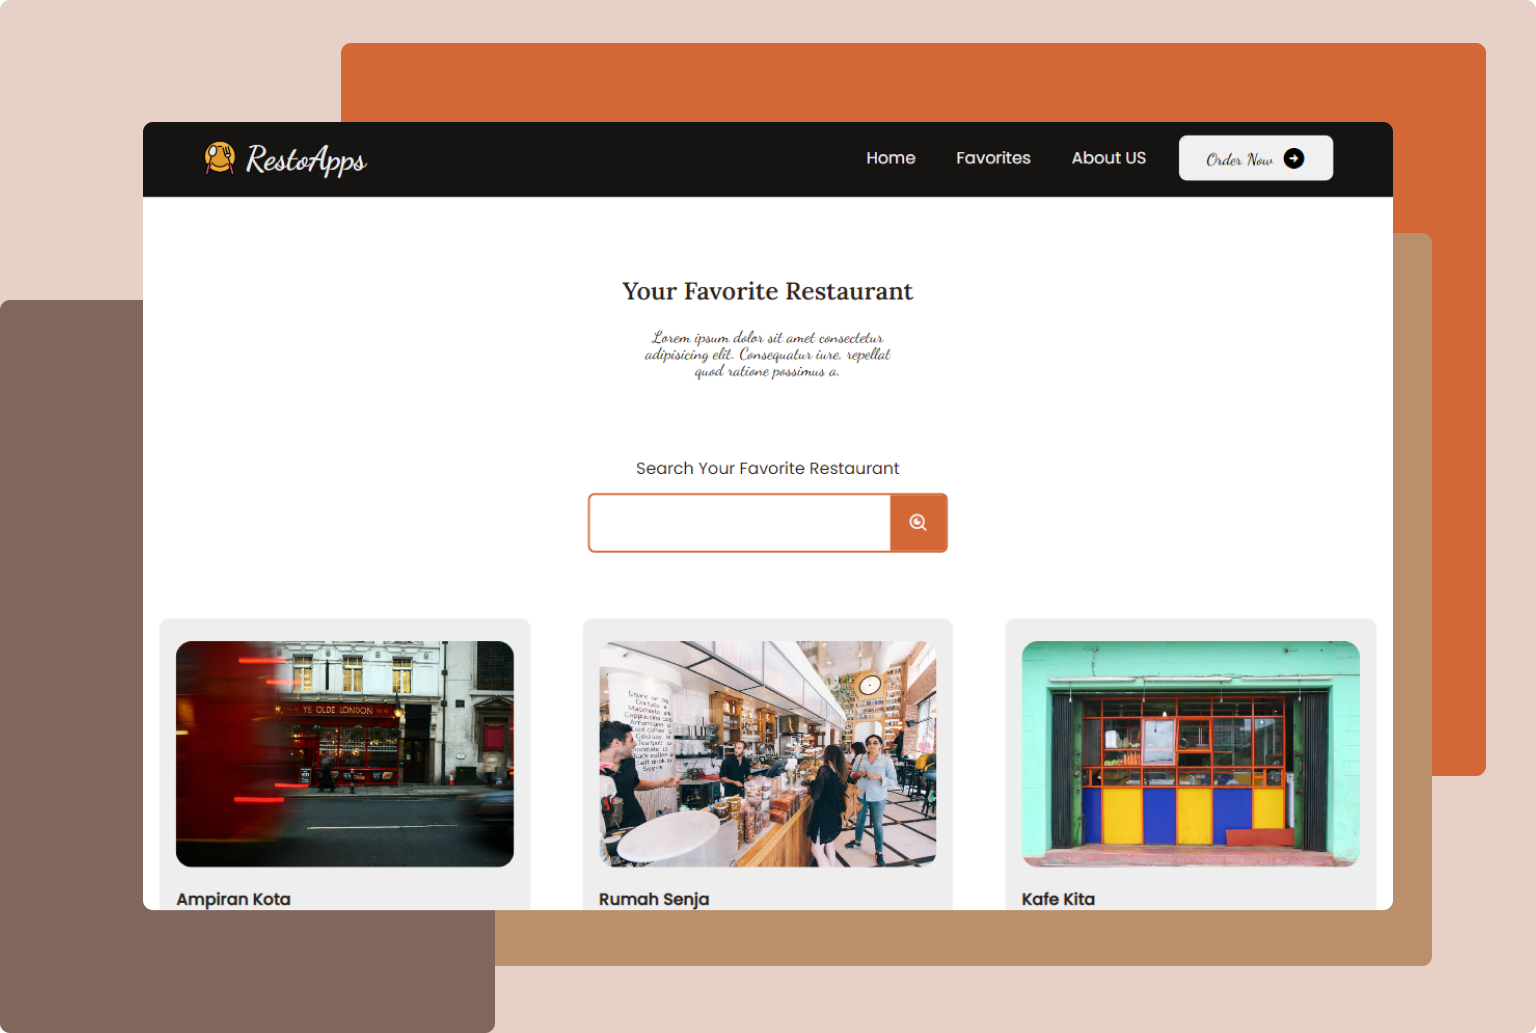 RestoApps
Home
Favorites
About US
Order Now
Your Favorite Restaurant
Lorem ipsum dolor sit amet consectetur
adipisicing elit. Consequatur iure, repellat
quod ratione possimus a.
Search Your Favorite Restaurant
YE OLDE LONDON
Ampiran Kota
Rumah Senja
Kafe Kita